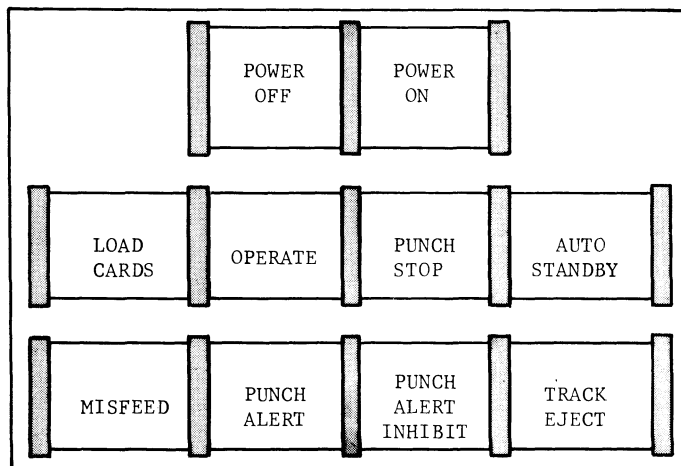 POWER OFF
POWER ON
LOAD CARDS
OPERATE
PUNCH STOP
AUTO STANDBY
MISFEED
PUNCH ALERT
PUNCH ALERT INHIBIT
TRACK EJECT